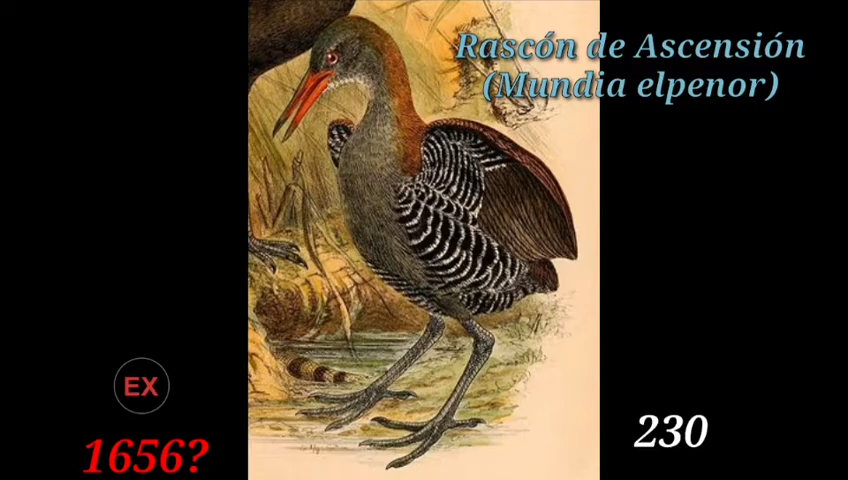 Rascón de Ascensión
(Mundia elpenor)
EX
1656?
230